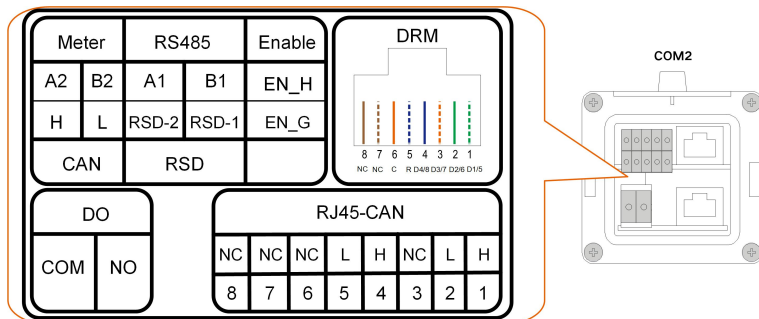 Meter RS485 Enable
A2 B2 A1 B1 EN_H
H L RSD-2 RSD-1 EN_G
CAN RSD
DRM
8 7 6 5 4 3 2 1
NC NC C R D4/8 D3/7 D2/6 D1/5
DO
COM NO
RJ45-CAN
NC NC NC L H NC L H
8 7 6 5 4 3 2 1
COM2